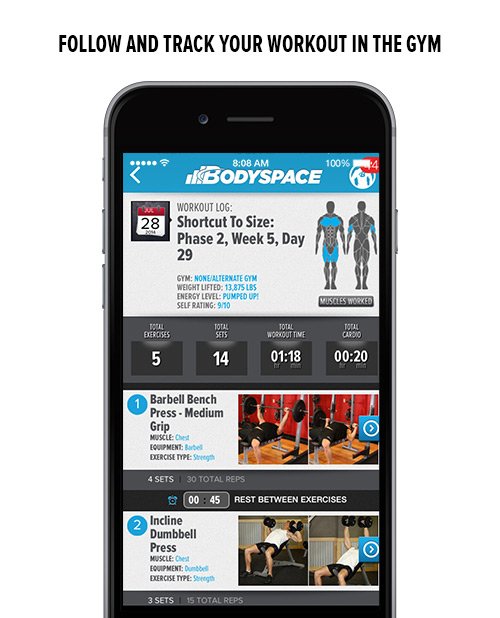 FOLLOW AND TRACK YOUR WORKOUT IN THE GYM
8:08 AM
100%
BODYSPACE
JUL
28
2014
WORKOUT LOG:
Shortcut To Size:
Phase 2, Week 5, Day
29
GYM: NONE/ALTERNATE GYM
WEIGHT LIFTED: 13,875 LBS
ENERGY LEVEL: PUMPED UP!
SELF RATING: 9/10
MUSCLES WORKED
TOTAL EXERCISES
5
TOTAL SETS
14
TOTAL WORKOUT TIME
01:18
hr min
TOTAL CARDIO
00:20
hr min
1
Barbell Bench
Press - Medium
Grip
MUSCLE: Chest
EQUIPMENT: Barbell
EXERCISE TYPE: Strength
4 SETS | 30 TOTAL REPS
00 : 45 REST BETWEEN EXERCISES
2
Incline
Dumbbell
Press
MUSCLE: Chest
EQUIPMENT: Dumbbell
EXERCISE TYPE: Strength
3 SETS | 15 TOTAL REPS